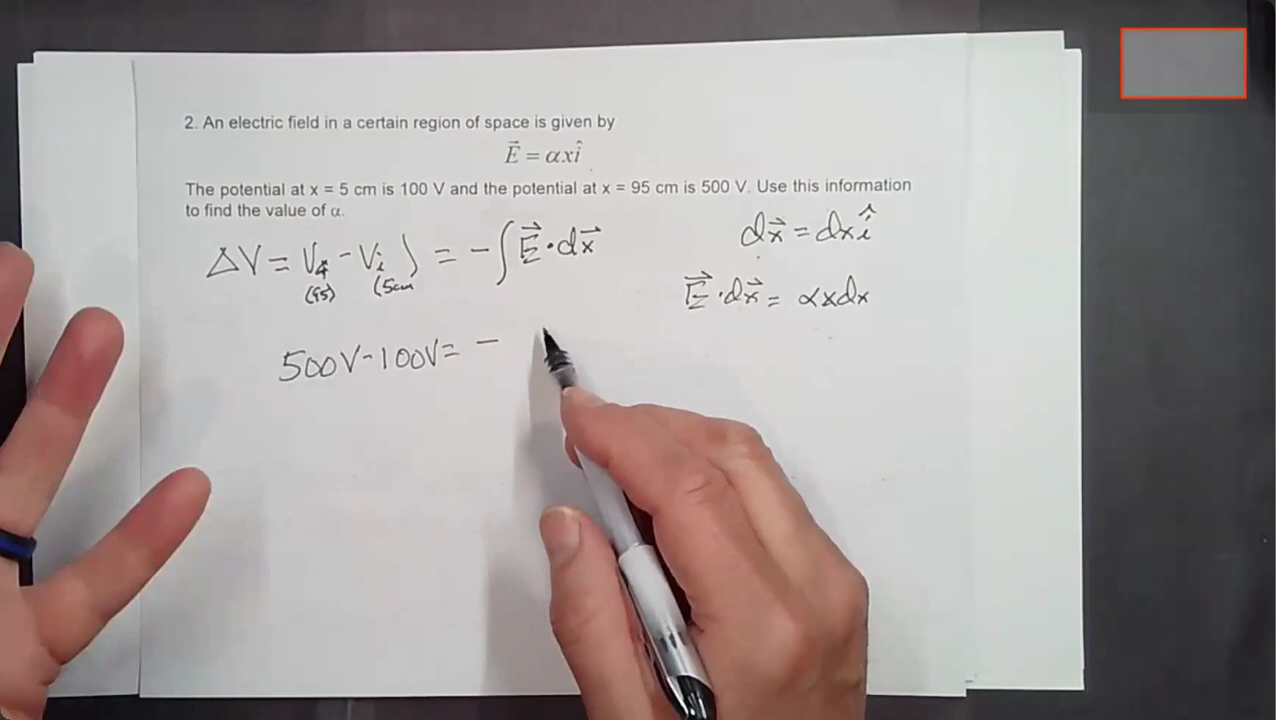 2. An electric field in a certain region of space is given by
E⃗ = αxî
The potential at x = 5 cm is 100 V and the potential at x = 95 cm is 500 V. Use this information
to find the value of α.
ΔV = V_f - V_i ) = -∫E⃗·dx⃗
(95) (5cm
dx⃗ = dxî
E⃗·dx⃗ = αxdx
500V-100V= -